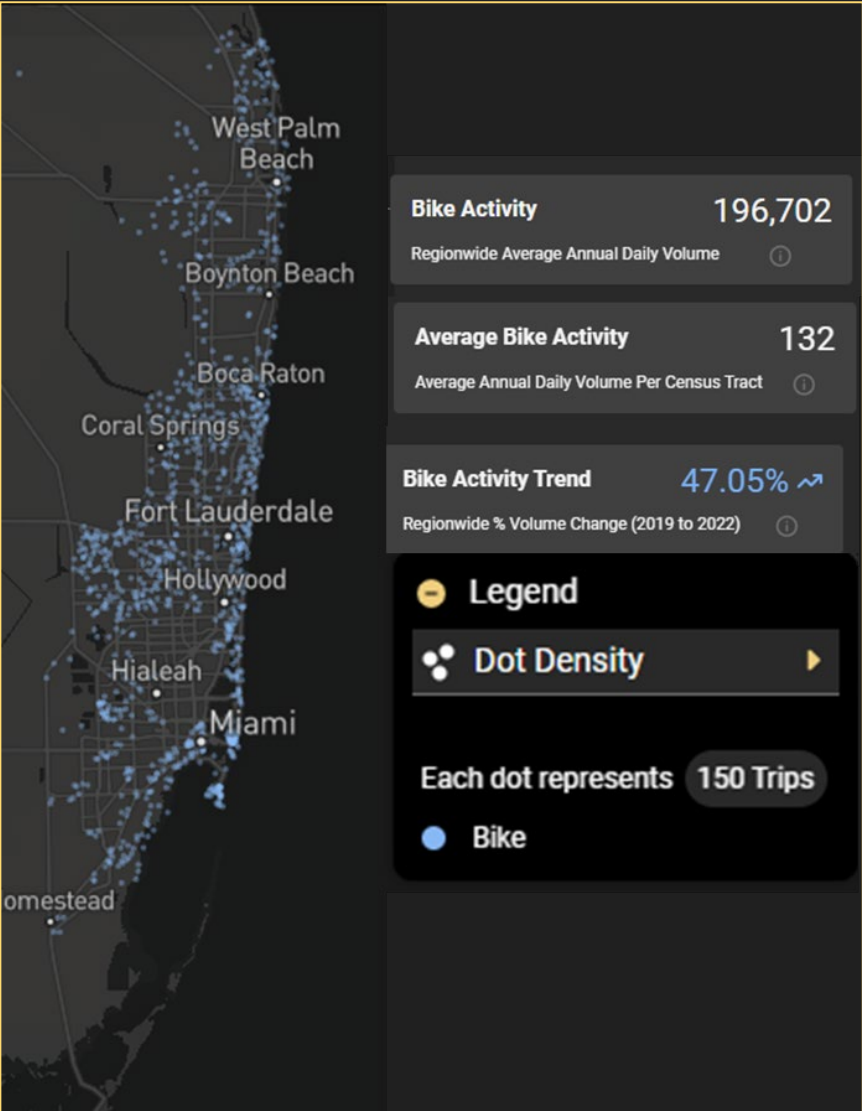 West Palm
Beach
Boynton Beach
Boca Raton
Coral Springs
Fort Lauderdale
Hollywood
Hialeah
Miami
omestead
Bike Activity
196,702
Regionwide Average Annual Daily Volume
Average Bike Activity
132
Average Annual Daily Volume Per Census Tract
Bike Activity Trend
47.05%
Regionwide % Volume Change (2019 to 2022)
Legend
Dot Density
Each dot represents 150 Trips
Bike